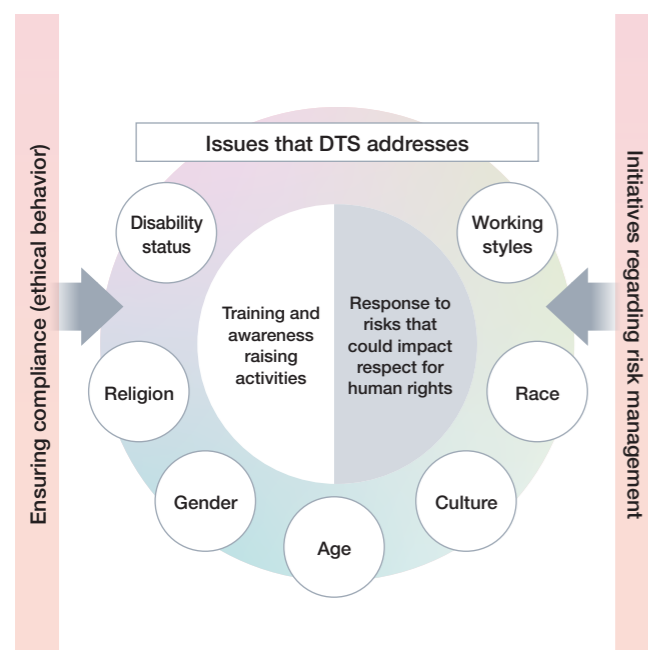 Issues that DTS addresses
Ensuring compliance (ethical behavior)
Initiatives regarding risk management
Disability
status
Working
styles
Training and
awareness
raising
activities
Response to
risks that
could impact
respect for
human rights
Religion
Race
Gender
Culture
Age